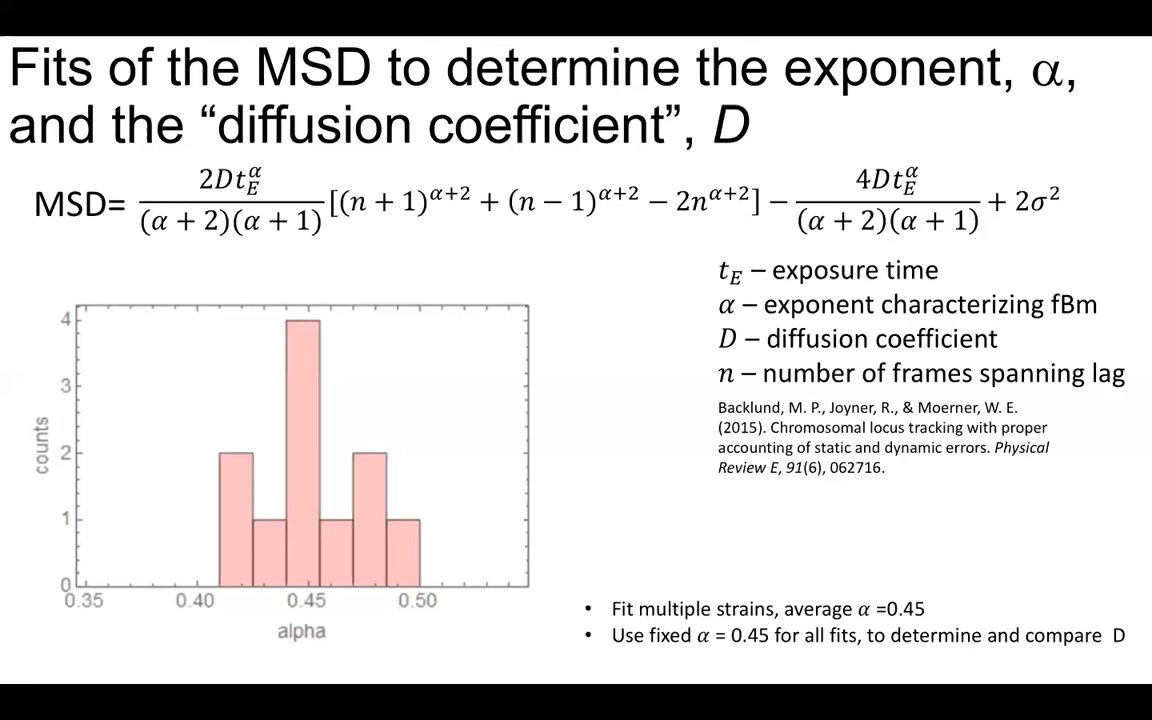 Fits of the MSD to determine the exponent, α,
and the “diffusion coefficient”, D
MSD= 2Dt_E^α / (α + 2)(α + 1) [(n + 1)^{α+2} + (n − 1)^{α+2} − 2n^{α+2}] − 4Dt_E^α / (α + 2)(α + 1) + 2σ^2
t_E – exposure time
α – exponent characterizing fBm
D – diffusion coefficient
n – number of frames spanning lag
Backlund, M. P., Joyner, R., & Moerner, W. E.
(2015). Chromosomal locus tracking with proper
accounting of static and dynamic errors. Physical
Review E, 91(6), 062716.
counts
4
3
2
1
0
0.35 0.40 0.45 0.50
alpha
• Fit multiple strains, average α =0.45
• Use fixed α = 0.45 for all fits, to determine and compare D